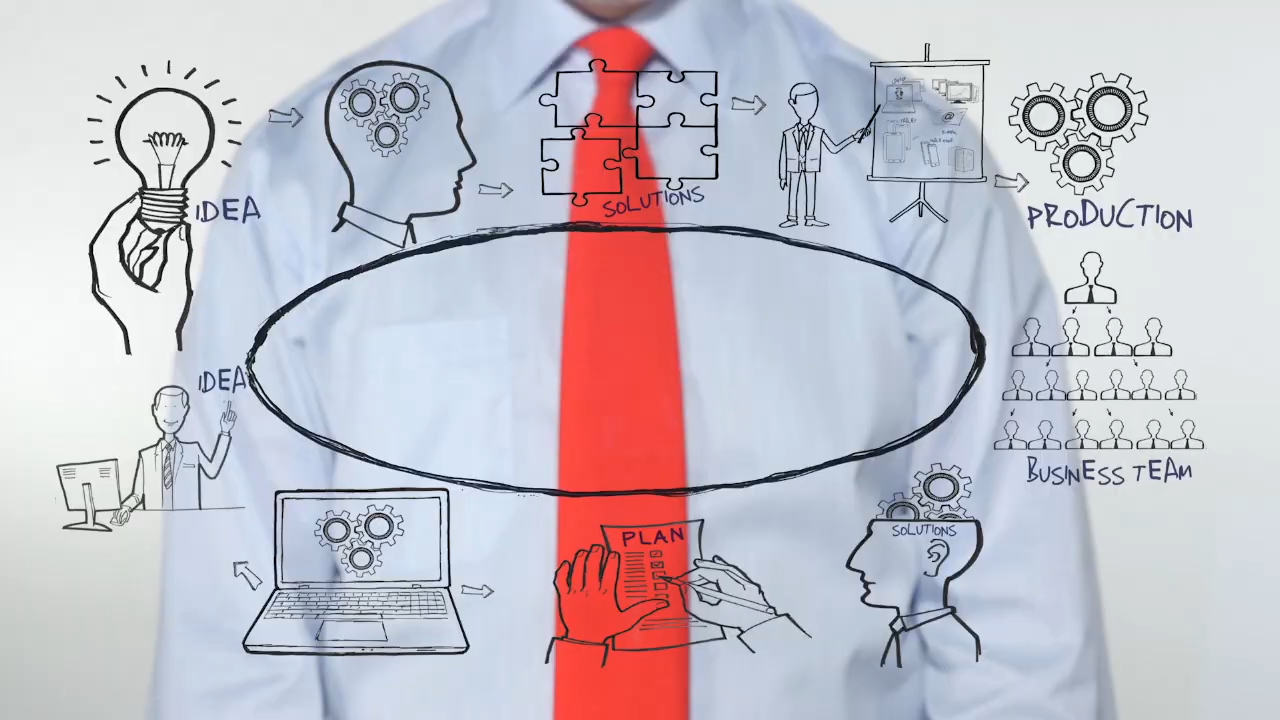 IDEA
SOLUTIONS
PRODUCTION
IDEA
BUSINESS TEAM
SOLUTIONS
PLAN